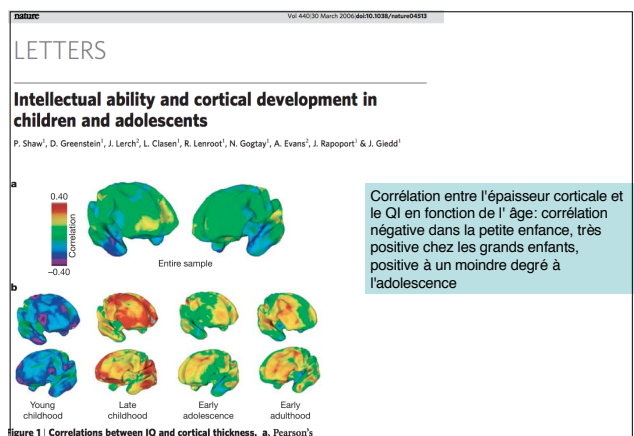 nature
Vol 440|30 March 2006|doi:10.1038/nature04513
LETTERS
Intellectual ability and cortical development in
children and adolescents
P. Shaw1, D. Greenstein1, J. Lerch2, L. Clasen1, R. Lenroot1, N. Gogtay1, A. Evans2, J. Rapoport1 & J. Giedd1
a
0.40
Correlation
–0.40
Entire sample
Corrélation entre l'épaisseur corticale et
le QI en fonction de l' âge: corrélation
négative dans la petite enfance, très
positive chez les grands enfants,
positive à un moindre degré à
l'adolescence
b
Young
childhood
Late
childhood
Early
adolescence
Early
adulthood
Figure 1 | Correlations between IQ and cortical thickness. a, Pearson's